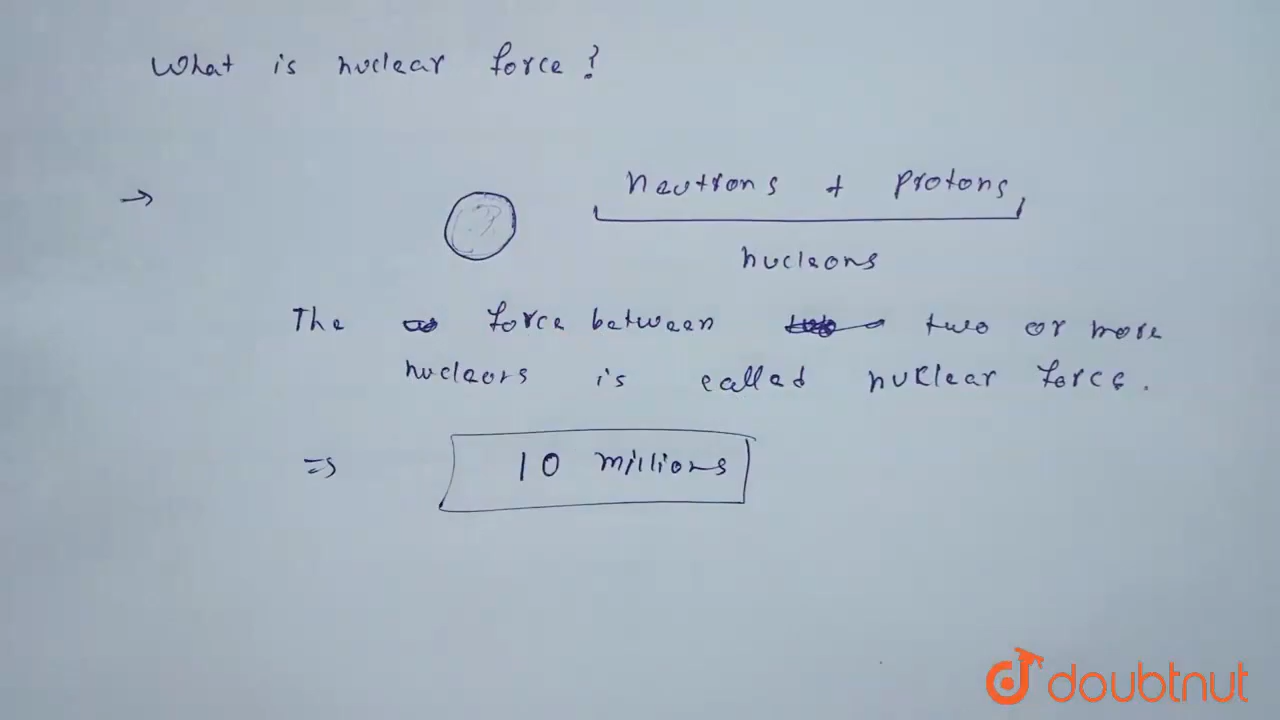 What is nuclear force?
→ neutrons + protons
nucleons
The force between two or more
nucleons is called nuclear force.
⇒ 10 millions
doubtnut